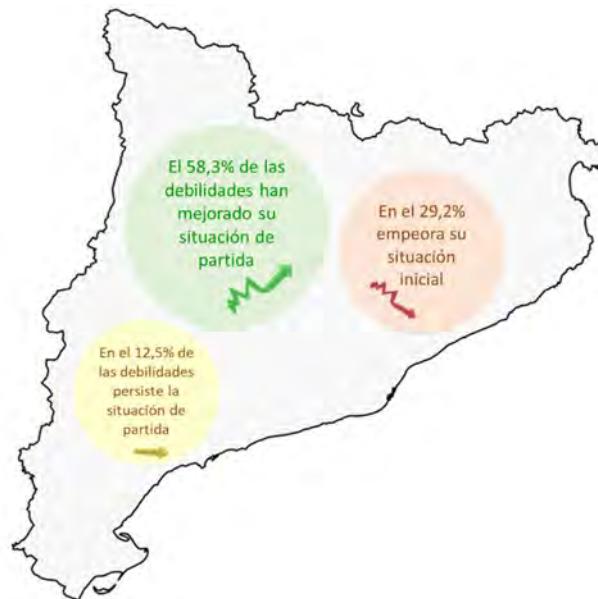 El 58,3% de las
debilidades han
mejorado su
situación de
partida
En el 29,2%
empeora su
situación
inicial
En el 12,5% de
las debilidades
persiste la
situación de
partida